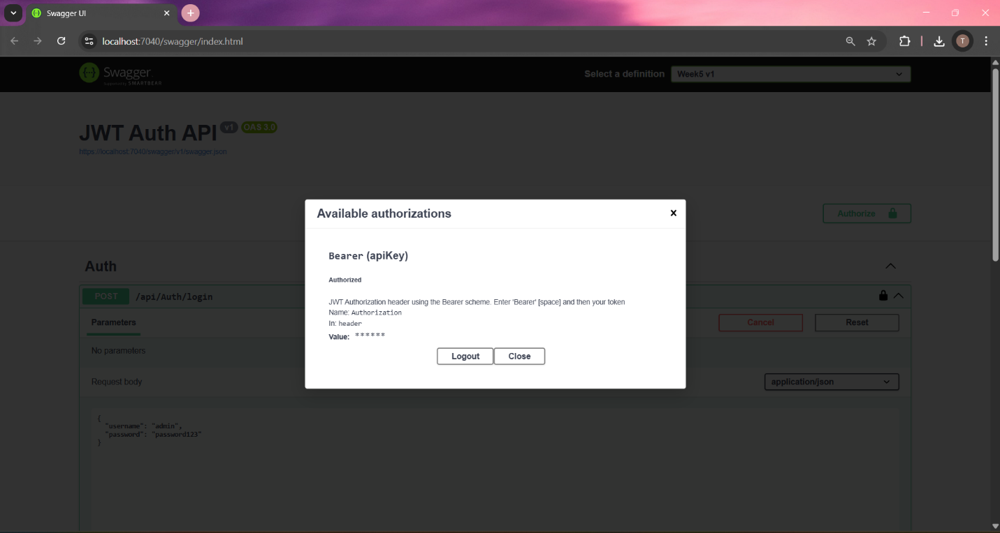 Swagger UI
localhost:7040/swagger/index.html
T
Swagger.
Supported by SMARTBEAR
Select a definition
Week5 v1
JWT Auth API v1 OAS 3.0
https://localhost:7040/swagger/v1/swagger.json
Available authorizations
Authorize
Bearer (apiKey)
Authorized
JWT Authorization header using the Bearer scheme. Enter 'Bearer' [space] and then your token
Name: Authorization
In: header
Value: ******
Logout
Close
Auth
POST /api/Auth/login
Parameters
Cancel
Reset
No parameters
Request body
application/json
{
"username": "admin",
"password": "password123"
}